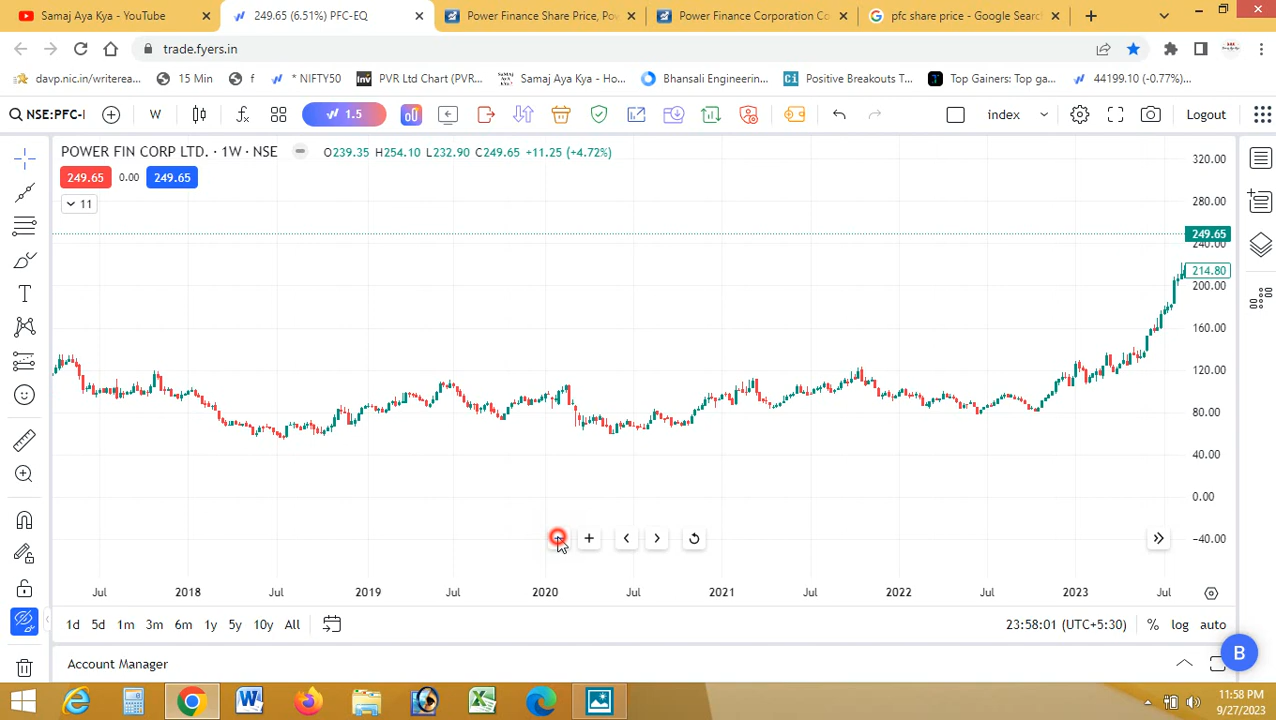 Samaj Aya Kya - YouTube
249.65 (6.51%) PFC-EQ
Power Finance Share Price, Pov
Power Finance Corporation Co
pfc share price - Google Searc
trade.fyers.in
davp.nic.in/writerea...
15 Min
f
* NIFTY50
PVR Ltd Chart (PVR...
Samaj Aya Kya - Ho...
Bhansali Engineerin...
Positive Breakouts T...
Top Gainers: Top ga...
44199.10 (-0.77%)...
NSE:PFC-I
W
1.5
index
Logout
POWER FIN CORP LTD. · 1W · NSE
O239.35 H254.10 L232.90 C249.65 +11.25 (+4.72%)
249.65 0.00 249.65
11
320.00
280.00
249.65
240.00
214.80
200.00
160.00
120.00
80.00
40.00
0.00
−40.00
Jul 2018 Jul 2019 Jul 2020 Jul 2021 Jul 2022 Jul 2023 Jul
1d 5d 1m 3m 6m 1y 5y 10y All
23:58:01 (UTC+5:30) % log auto
Account Manager
B
11:58 PM
9/27/2023